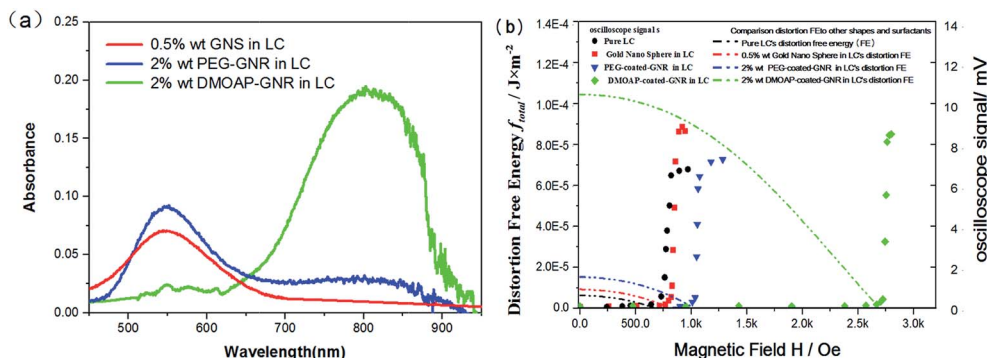 (a)
0.25
0.20
0.15
0.10
0.05
0.00
Absorbance
0.5% wt GNS in LC
2% wt PEG-GNR in LC
2% wt DMOAP-GNR in LC
500
600
700
800
900
Wavelength(nm)
(b)
1.4E-4
1.2E-4
1.0E-4
8.0E-5
6.0E-5
4.0E-5
2.0E-5
0.0
Distortion Free Energy f_total / J×m⁻²
oscilloscope signals
Pure LC
Gold Nano Sphere in LC
PEG-coated-GNR in LC
DMOAP-coated-GNR in LC
Comparison distortion FEto other shapes and surfactants
Pure LC's distortion free energy (FE)
0.5% wt Gold Nano Sphere in LC's distortion FE
2% wt PEG-coated-GNR in LC's distortion FE
2% wt DMOAP-coated-GNR in LC's distortion FE
14
12
10
8
6
4
2
0
oscilloscope signal/ mV
0.0
500.0
1.0K
1.5K
2.0K
2.5K
3.0K
Magnetic Field H / Oe